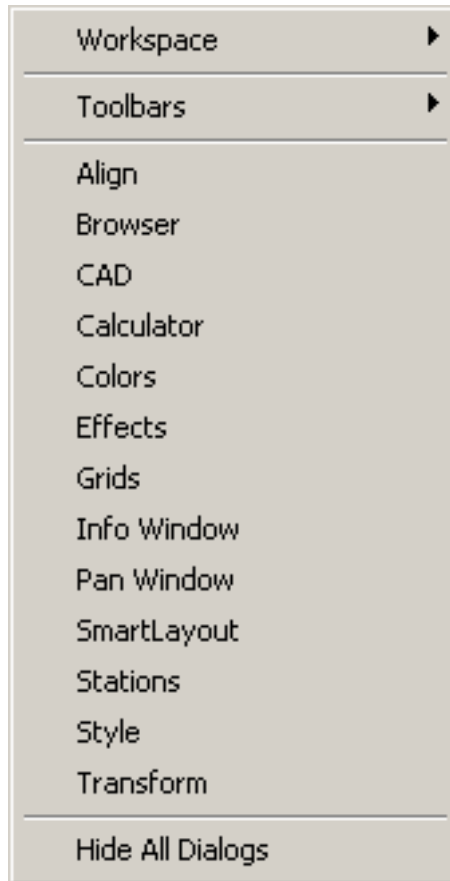 Workspace
Toolbars
Align
Browser
CAD
Calculator
Colors
Effects
Grids
Info Window
Pan Window
SmartLayout
Stations
Style
Transform
Hide All Dialogs